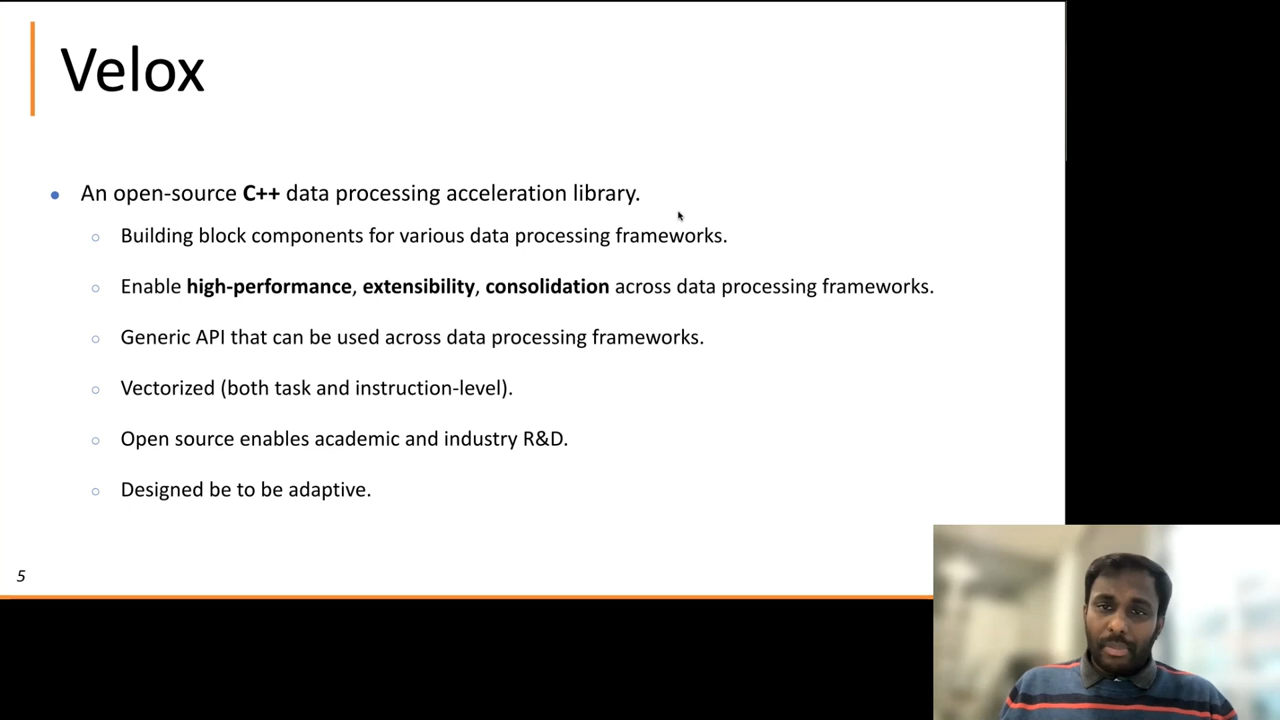 Velox
An open-source C++ data processing acceleration library.
Building block components for various data processing frameworks.
Enable high-performance, extensibility, consolidation across data processing frameworks.
Generic API that can be used across data processing frameworks.
Vectorized (both task and instruction-level).
Open source enables academic and industry R&D.
Designed be to be adaptive.
5